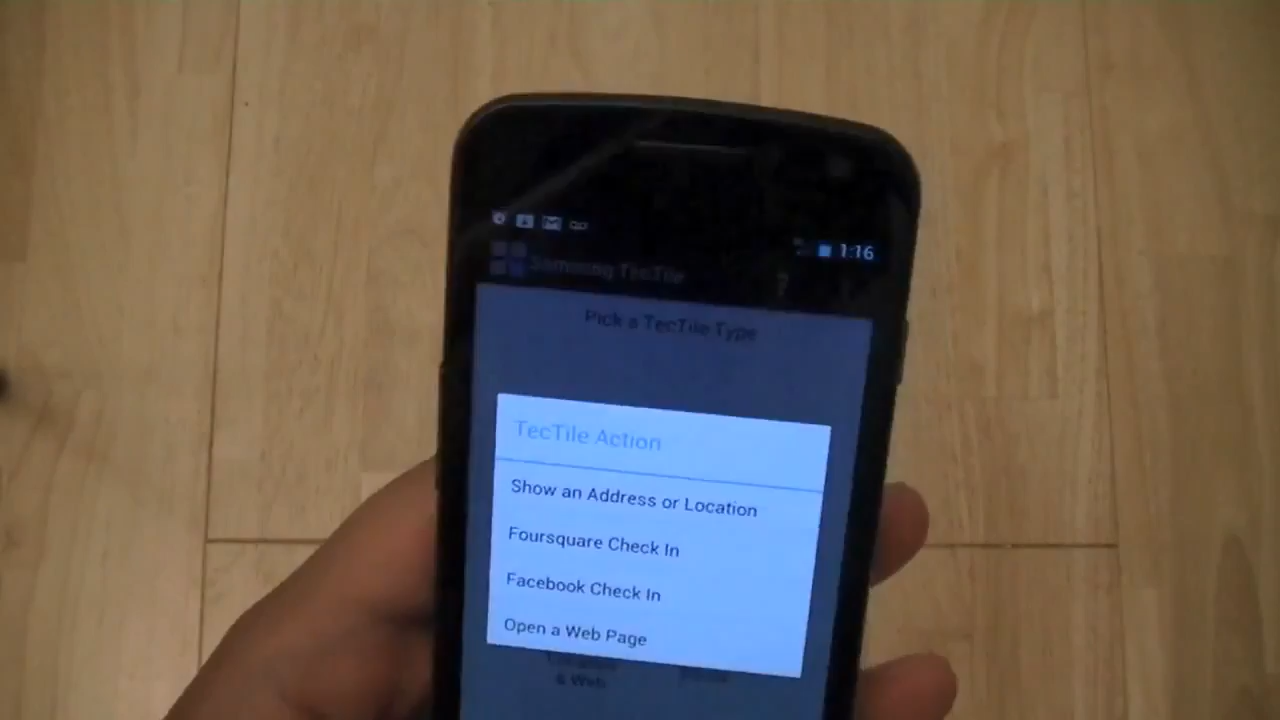 1:16
Samsung TecTile
?
Pick a TecTile Type
TecTile Action
Show an Address or Location
Foursquare Check In
Facebook Check In
Open a Web Page
& Web